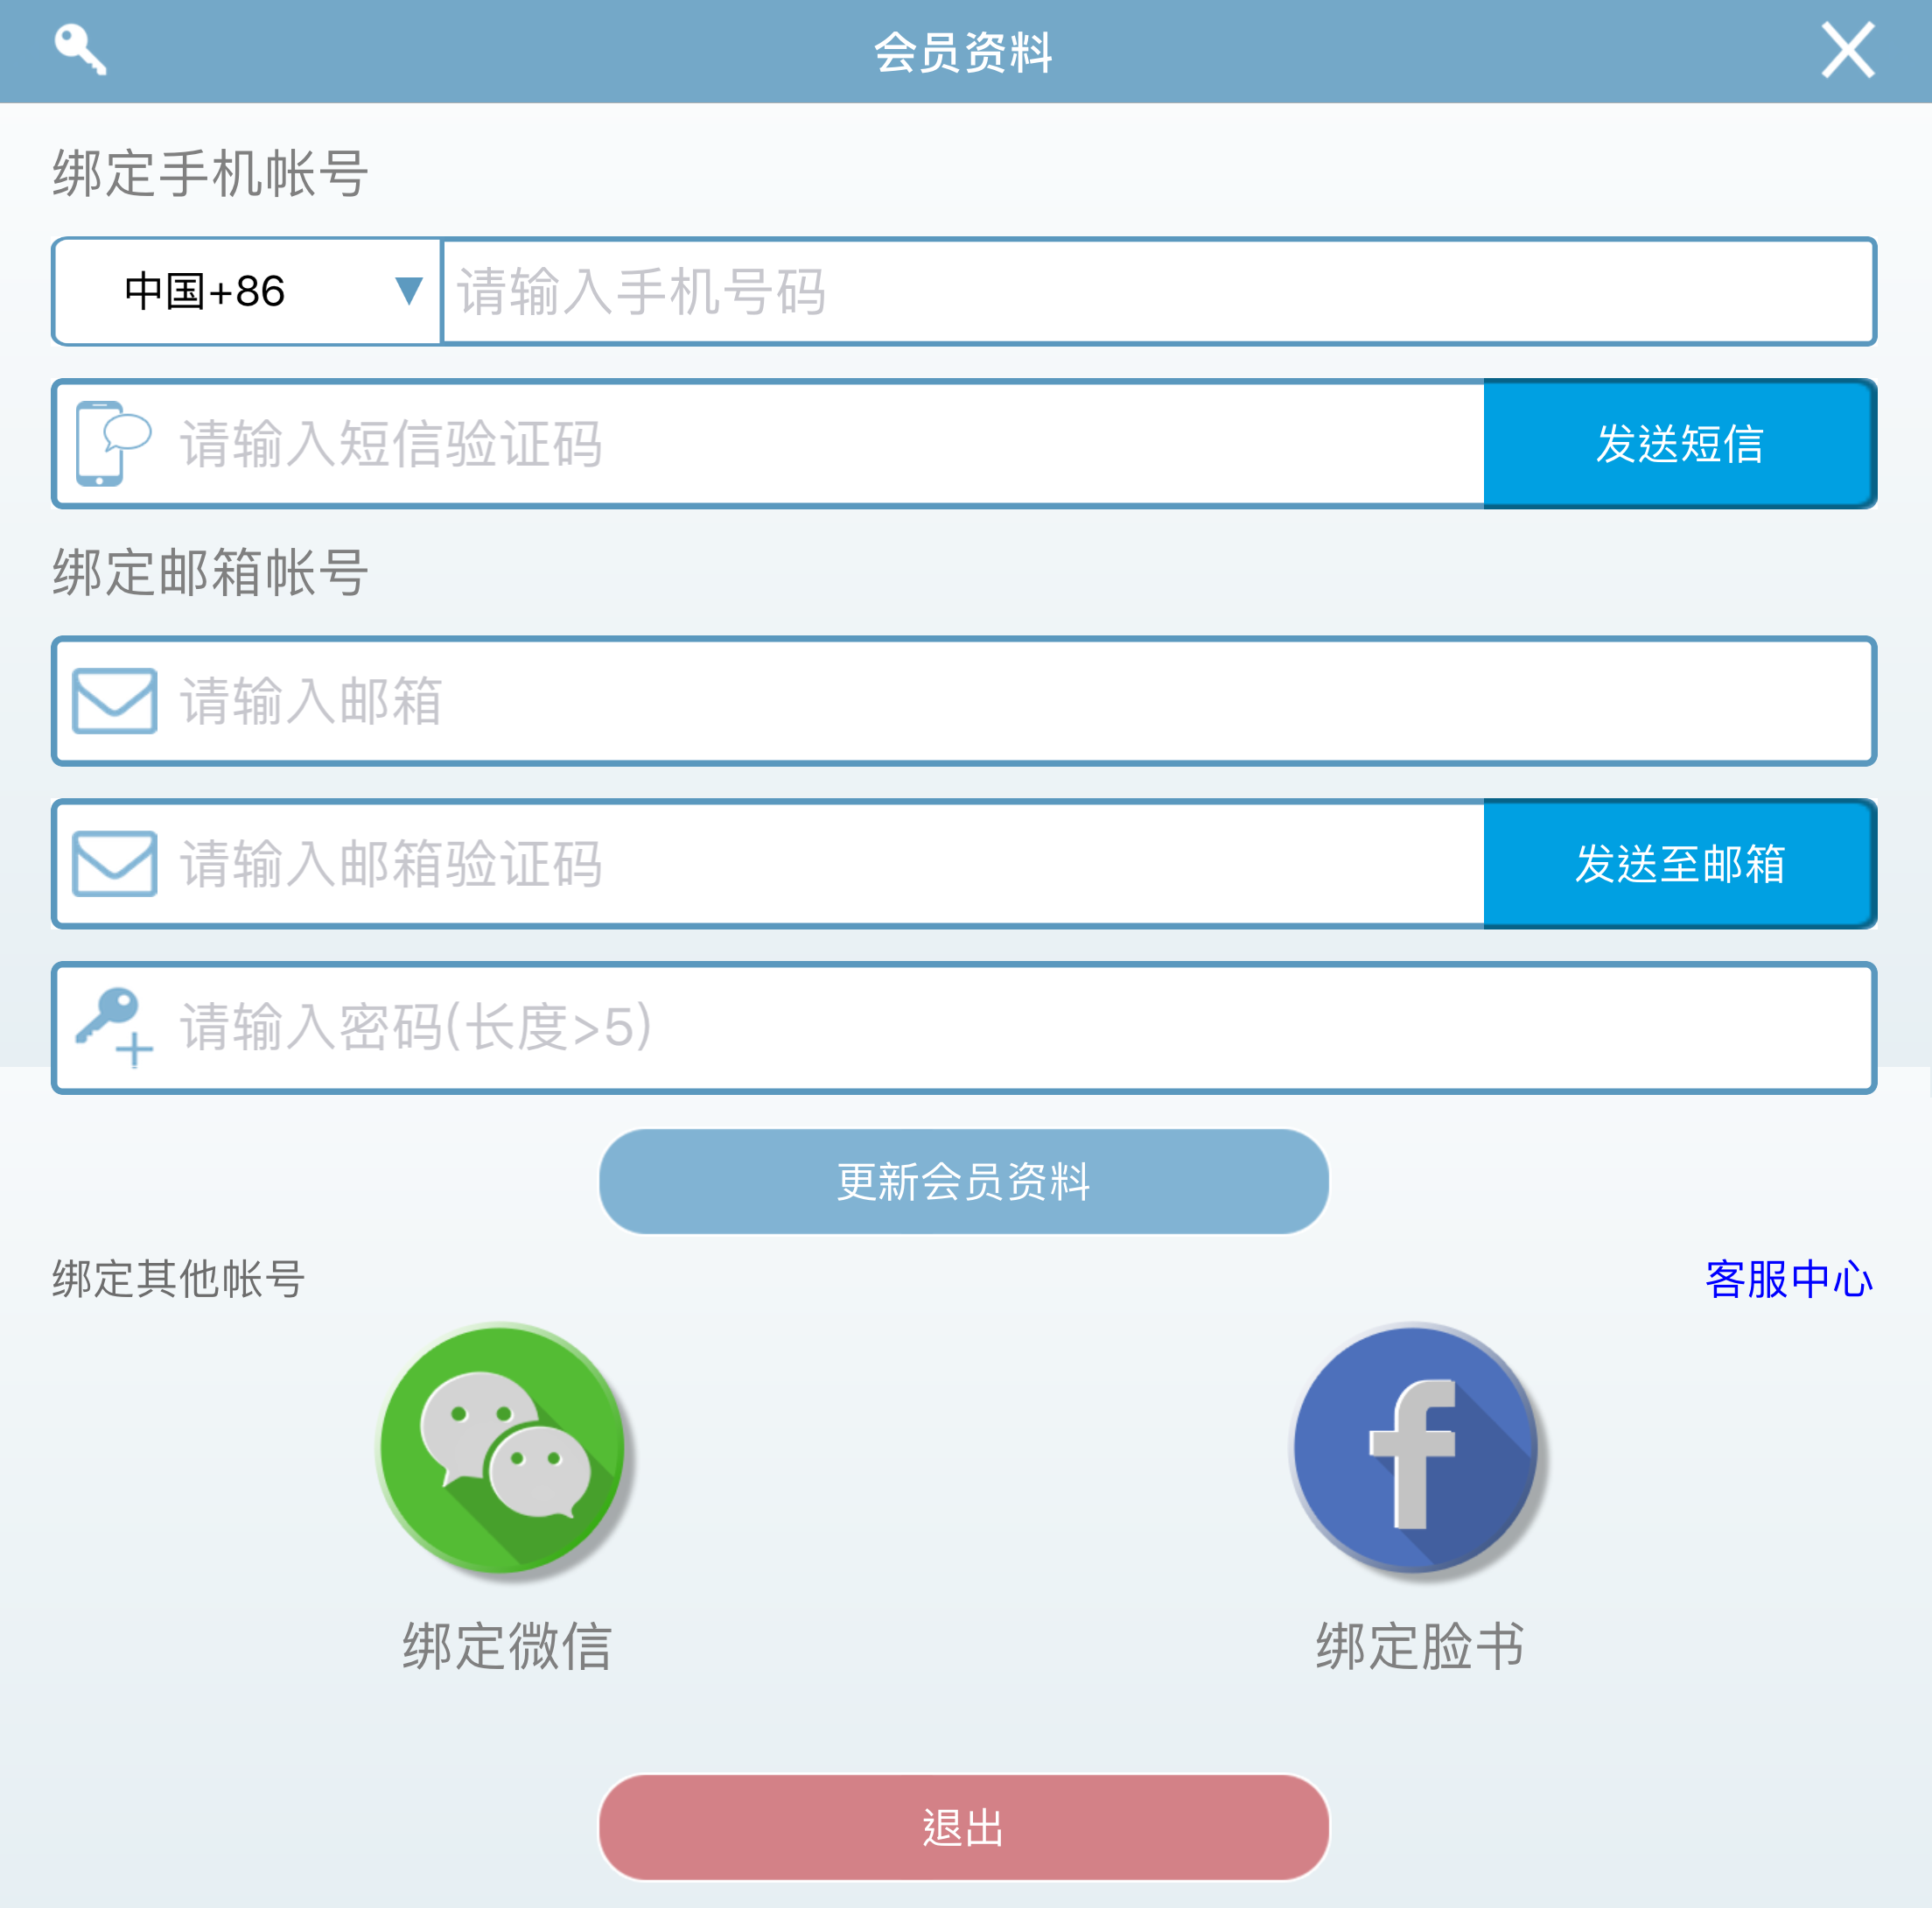 会员资料
绑定手机帐号
中国+86 请输入手机号码
请输入短信验证码 发送短信
绑定邮箱帐号
请输入邮箱
请输入邮箱验证码 发送至邮箱
请输入密码(长度>5)
更新会员资料
绑定其他帐号 客服中心
绑定微信 绑定脸书
退出